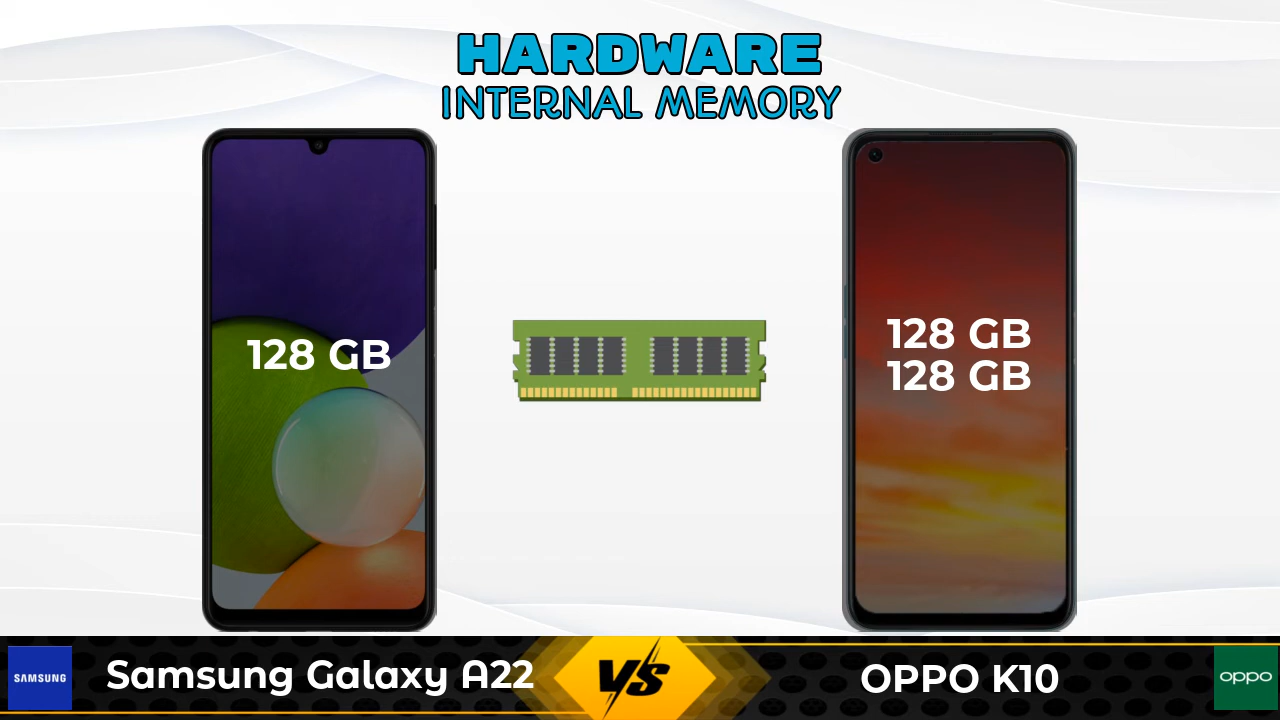 HARDWARE
INTERNAL MEMORY
128 GB
128 GB
128 GB
SAMSUNG
Samsung Galaxy A22
VS
OPPO K10
oppo